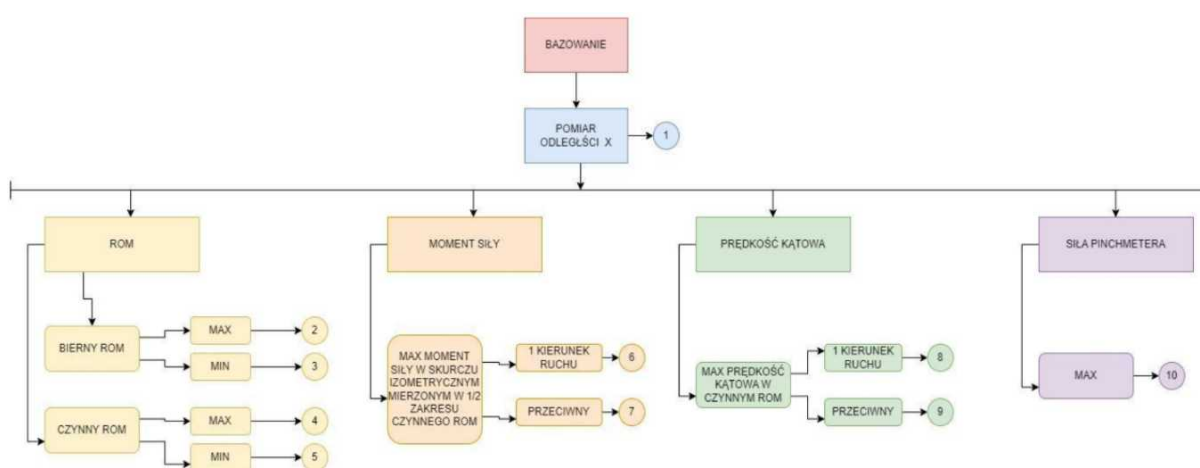 BAZOWANIE
POMIAR
ODLEGŁŚCI X
1
ROM
MOMENT SIŁY
PRĘDKOŚĆ KĄTOWA
SIŁA PINCHMETERA
BIERNY ROM
MAX
2
MIN
3
CZYNNY ROM
MAX
4
MIN
5
MAX MOMENT
SIŁY W SKURCZU
IZOMETRYCZNYM
MIERZONYM W 1/2
ZAKRESU
CZYNNEGO ROM
1 KIERUNEK
RUCHU
6
PRZECIWNY
7
MAX PRĘDKOŚĆ
KĄTOWA W
CZYNNYM ROM
1 KIERUNEK
RUCHU
8
PRZECIWNY
9
MAX
10